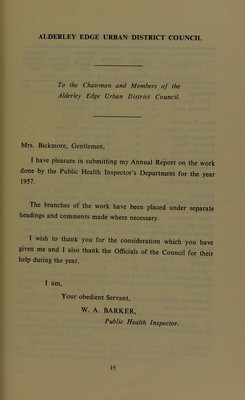 ALDERLEY EDGE URBAN DISTRICT COUNCIL
To the Chairman and Members of the
Alderley Edge Urban District Council.
Mrs. Bickmore, Gentlemen,
I have pleasure in submitting my Annual Report on the work
done by the Public Health Inspector's Department for the year
1957.
The branches of the work have been placed under separate
headings and comments made where necessary.
I wish to thank you for the consideration which you have
given me and I also thank the Officials of the Council for their
help during the year.
I am,
Your obedient Servant,
W. A. BARKER,
Public Health Inspector.
15